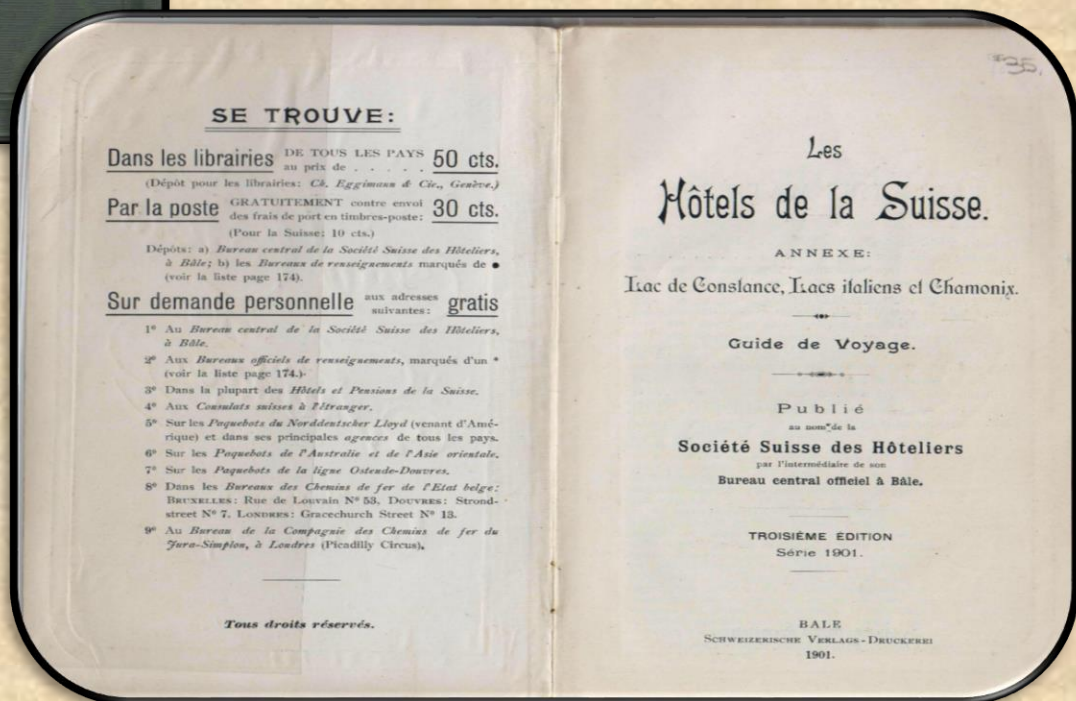 SE TROUVE:
Dans les librairies DE TOUS LES PAYS au prix de . . . . . 50 cts.
(Dépôt pour les librairies: Ch. Eggimann & Cie., Genève.)
Par la poste GRATUITEMENT contre envoi des frais de port en timbres-poste: 30 cts.
(Pour la Suisse: 10 cts.)
Dépôts: a) Bureau central de la Société Suisse des Hôteliers,
à Bâle; b) les Bureaux de renseignements marqués de ●
(voir la liste page 174).
Sur demande personnelle aux adresses suivantes: gratis
1° Au Bureau central de la Société Suisse des Hôteliers,
à Bâle.
2° Aux Bureaux officiels de renseignements, marqués d'un *
(voir la liste page 174.)
3° Dans la plupart des Hôtels et Pensions de la Suisse.
4° Aux Consulats suisses à l'étranger.
5° Sur les Paquebots du Norddeutscher Lloyd (venant d'Amé-
rique) et dans ses principales agences de tous les pays.
6° Sur les Paquebots de l'Australie et de l'Asie orientale.
7° Sur les Paquebots de la ligne Ostende-Douvres.
8° Dans les Bureaux des Chemins de fer de l'Etat belge:
BRUXELLES: Rue de Louvain N° 53, DOUVRES: Strond-
street N° 7, LONDRES: Gracechurch Street N° 13.
9° Au Bureau de la Compagnie des Chemins de fer du
Jura-Simplon, à Londres (Picadilly Circus).
Tous droits réservés.
35.
Les
Hôtels de la Suisse.
ANNEXE:
Lac de Constance, Lacs italiens et Chamonix.
Guide de Voyage.
Publié
au nom de la
Société Suisse des Hôteliers
par l'intermédiaire de son
Bureau central officiel à Bâle.
TROISIÈME ÉDITION
Série 1901.
BALE
SCHWEIZERISCHE VERLAGS-DRUCKEREI
1901.